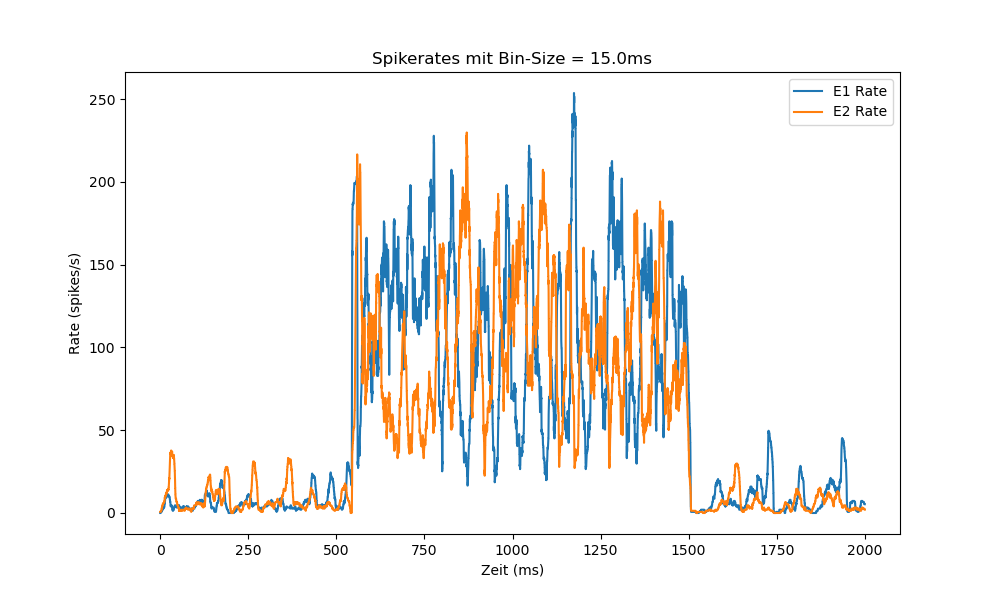 Spikerates mit Bin-Size = 15.0ms
E1 Rate
E2 Rate
Rate (spikes/s)
250
200
150
100
50
0
0 250 500 750 1000 1250 1500 1750 2000
Zeit (ms)